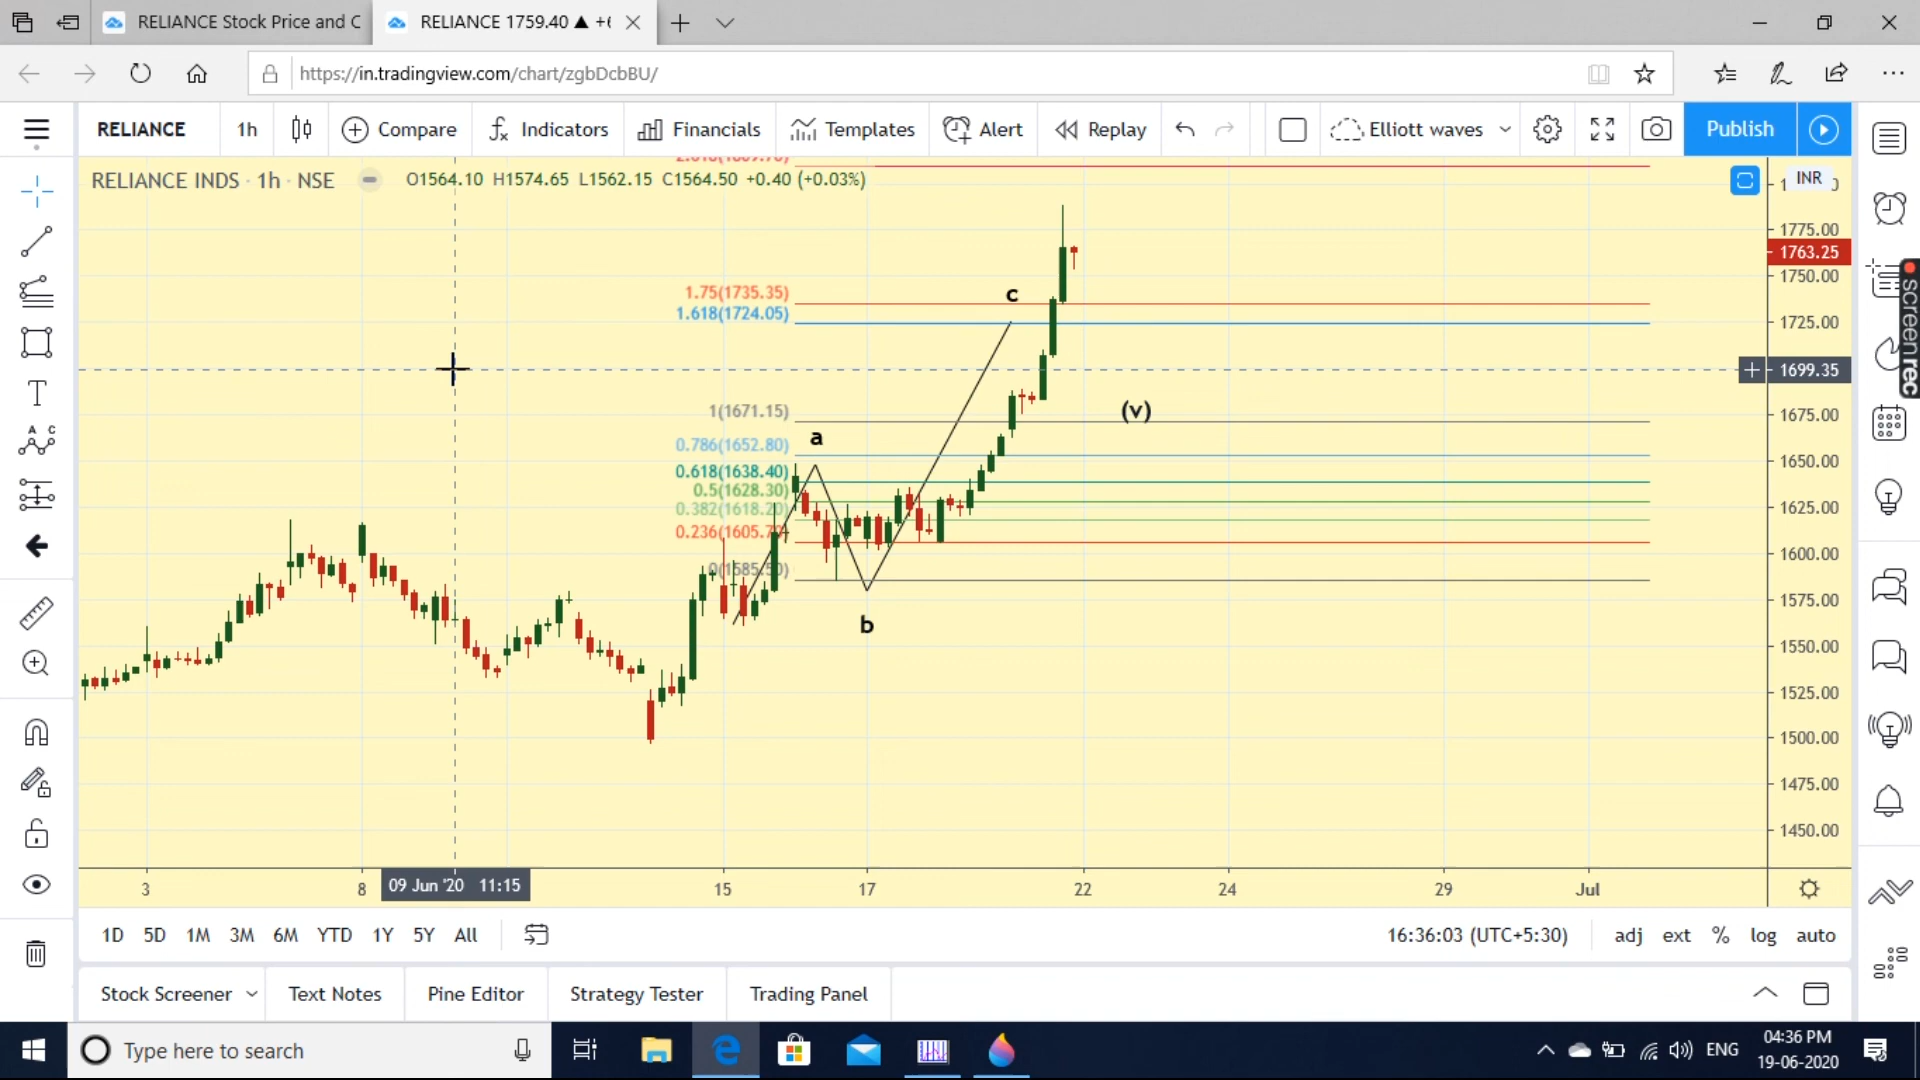 RELIANCE Stock Price and C
RELIANCE 1759.40 ▲ +6
https://in.tradingview.com/chart/zgbDcbBU/
RELIANCE 1h Compare Indicators Financials Templates Alert Replay Elliott waves Publish
RELIANCE INDS · 1h · NSE O1564.10 H1574.65 L1562.15 C1564.50 +0.40 (+0.03%)
INR
1775.00
1763.25
1750.00
1.75(1735.35)
c
1.618(1724.05)
1725.00
1699.35
screenrec
1(1671.15)
(v)
1675.00
a
0.786(1652.80)
1650.00
0.618(1638.40)
0.5(1628.30)
0.382(1618.20)
1625.00
0.236(1605.70)
1600.00
0(1585.50)
1575.00
b
1550.00
1525.00
1500.00
1475.00
1450.00
3 8 09 Jun '20 11:15 15 17 22 24 29 Jul
1D 5D 1M 3M 6M YTD 1Y 5Y All 16:36:03 (UTC+5:30) adj ext % log auto
Stock Screener Text Notes Pine Editor Strategy Tester Trading Panel
Type here to search
ENG
04:36 PM
19-06-2020